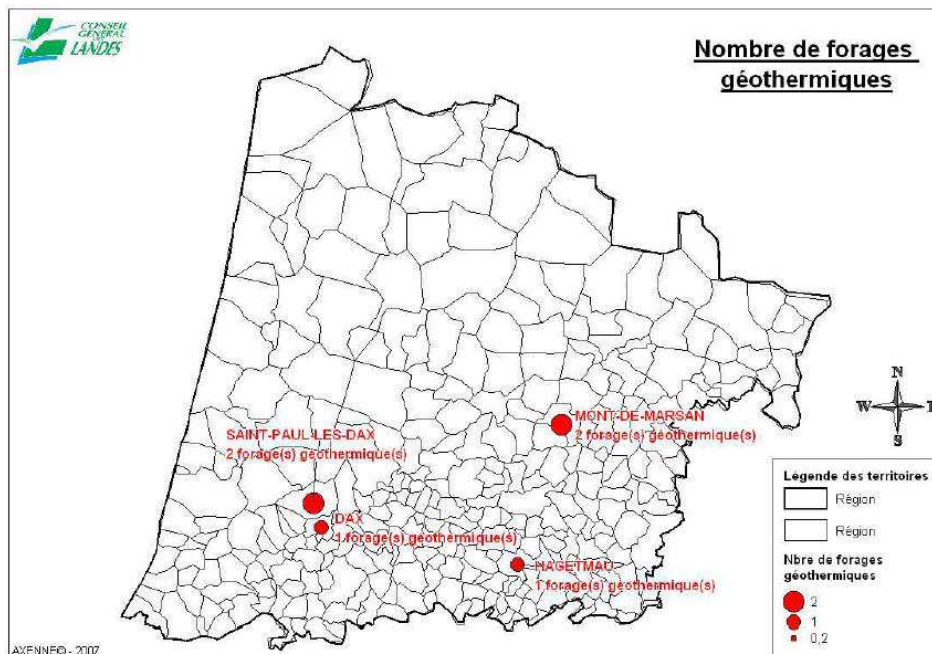 CONSEIL
GENERAL
DES
LANDES
Nombre de forages
géothermiques
MONT-DE-MARSAN
2 forage(s) géothermique(s)
SAINT-PAUL-LES-DAX
2 forage(s) géothermique(s)
DAX
1 forage(s) géothermique(s)
HAGETMAU
1 forage(s) géothermique(s)
N
W
E
S
Légende des territoires
Région
Région
Nbre de forages
géothermiques
2
1
0,2
AXENNE© - 2007